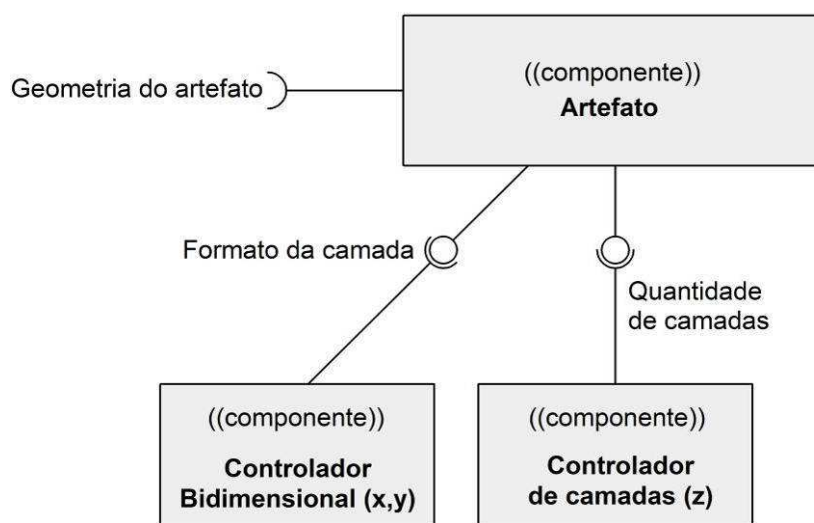 ((componente))
Artefato
Geometria do artefato
Formato da camada
Quantidade
de camadas
((componente))
Controlador
Bidimensional (x,y)
((componente))
Controlador
de camadas (z)